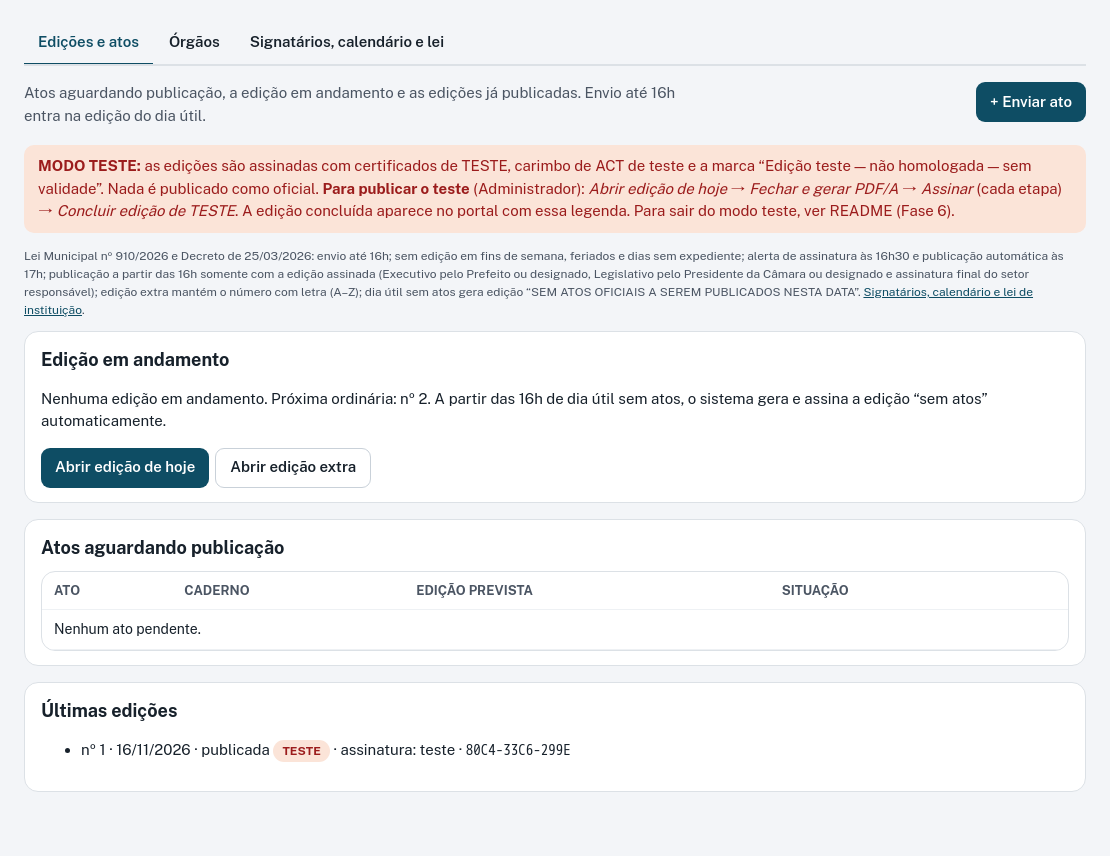 Edições e atos   Órgãos   Signatários, calendário e lei
Atos aguardando publicação, a edição em andamento e as edições já publicadas. Envio até 16h
entra na edição do dia útil.
+ Enviar ato
MODO TESTE: as edições são assinadas com certificados de TESTE, carimbo de ACT de teste e a marca “Edição teste — não homologada — sem
validade”. Nada é publicado como oficial. Para publicar o teste (Administrador): Abrir edição de hoje → Fechar e gerar PDF/A → Assinar (cada etapa)
→ Concluir edição de TESTE. A edição concluída aparece no portal com essa legenda. Para sair do modo teste, ver README (Fase 6).
Lei Municipal nº 910/2026 e Decreto de 25/03/2026: envio até 16h; sem edição em fins de semana, feriados e dias sem expediente; alerta de assinatura às 16h30 e publicação automática às
17h; publicação a partir das 16h somente com a edição assinada (Executivo pelo Prefeito ou designado, Legislativo pelo Presidente da Câmara ou designado e assinatura final do setor
responsável); edição extra mantém o número com letra (A–Z); dia útil sem atos gera edição “SEM ATOS OFICIAIS A SEREM PUBLICADOS NESTA DATA”. Signatários, calendário e lei de
instituição.
Edição em andamento
Nenhuma edição em andamento. Próxima ordinária: nº 2. A partir das 16h de dia útil sem atos, o sistema gera e assina a edição “sem atos”
automaticamente.
Abrir edição de hoje   Abrir edição extra
Atos aguardando publicação
ATO   CADERNO   EDIÇÃO PREVISTA   SITUAÇÃO
Nenhum ato pendente.
Últimas edições
• nº 1 · 16/11/2026 · publicada TESTE · assinatura: teste · 80C4-33C6-299E